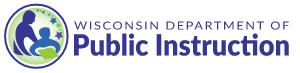 WISCONSIN DEPARTMENT OF
Public Instruction